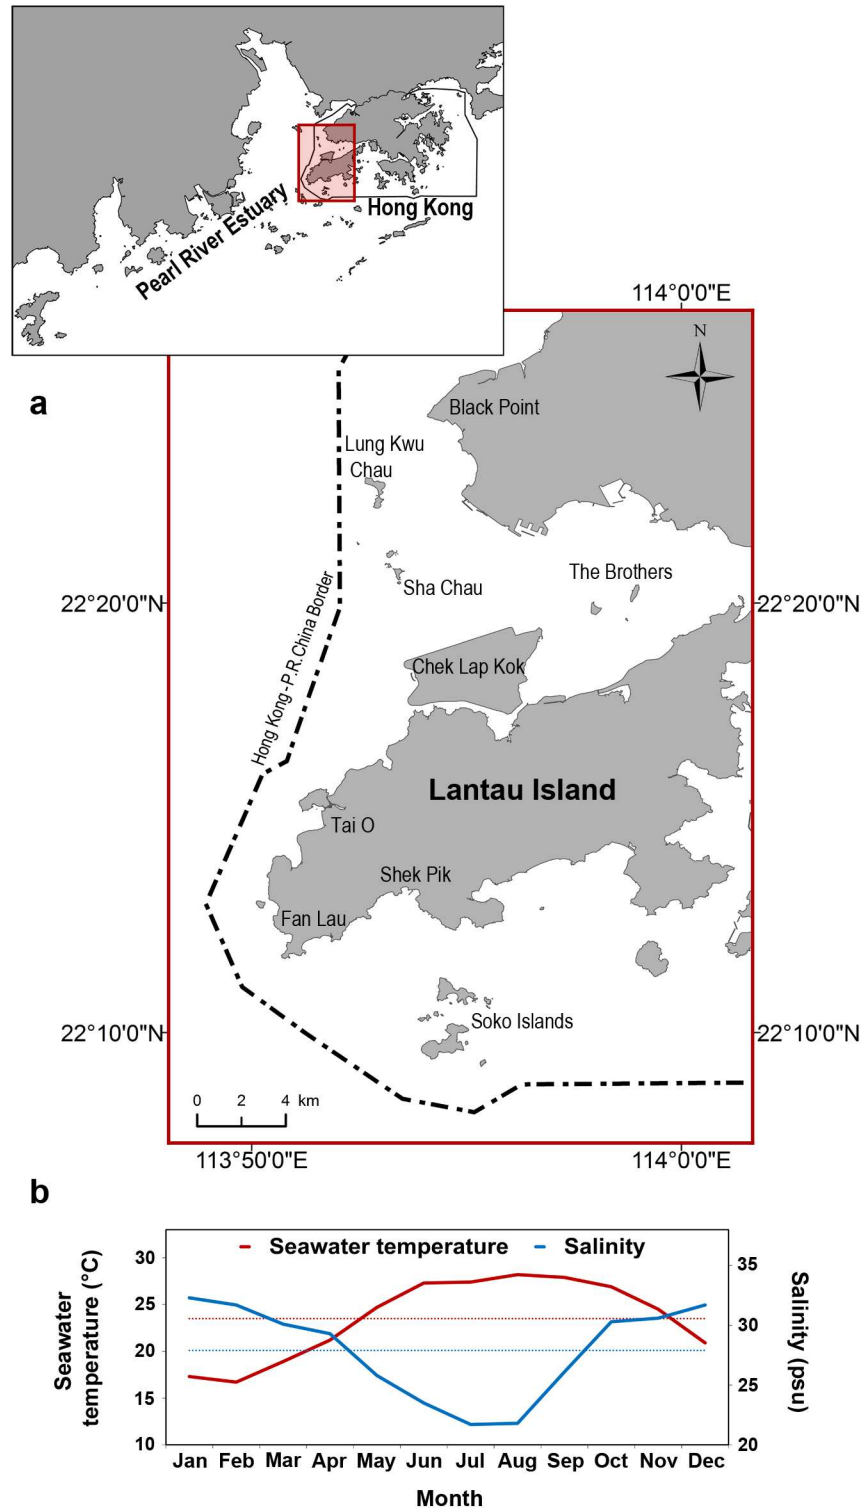 Pearl River Estuary
Hong Kong
114°0'0"E
a
N
Black Point
Lung Kwu
Chau
The Brothers
Sha Chau
22°20'0"N
22°20'0"N
Hong Kong - P.R.China Border
Chek Lap Kok
Lantau Island
Tai O
Shek Pik
Fan Lau
Soko Islands
22°10'0"N
22°10'0"N
0 2 4 km
113°50'0"E
114°0'0"E
b
Seawater temperature Salinity
Seawater
temperature (°C)
30
25
20
15
10
35
30
25
20
Salinity (psu)
Jan Feb Mar Apr May Jun Jul Aug Sep Oct Nov Dec
Month